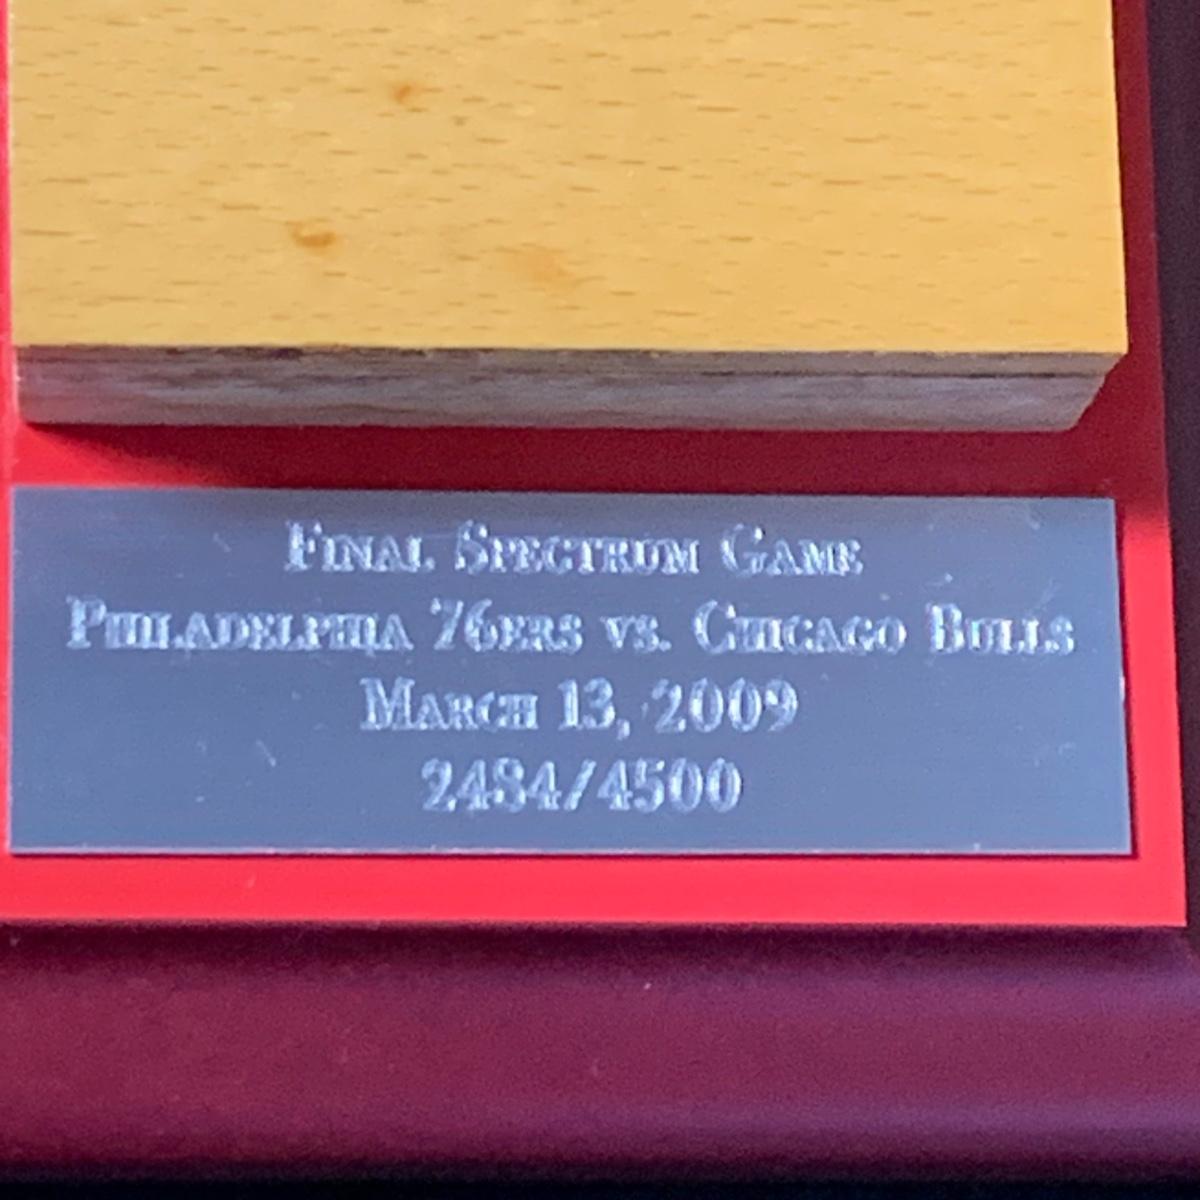 Final Spectrum Game
Philadelphia 76ers vs. Chicago Bulls
March 13, 2009
2484/4500